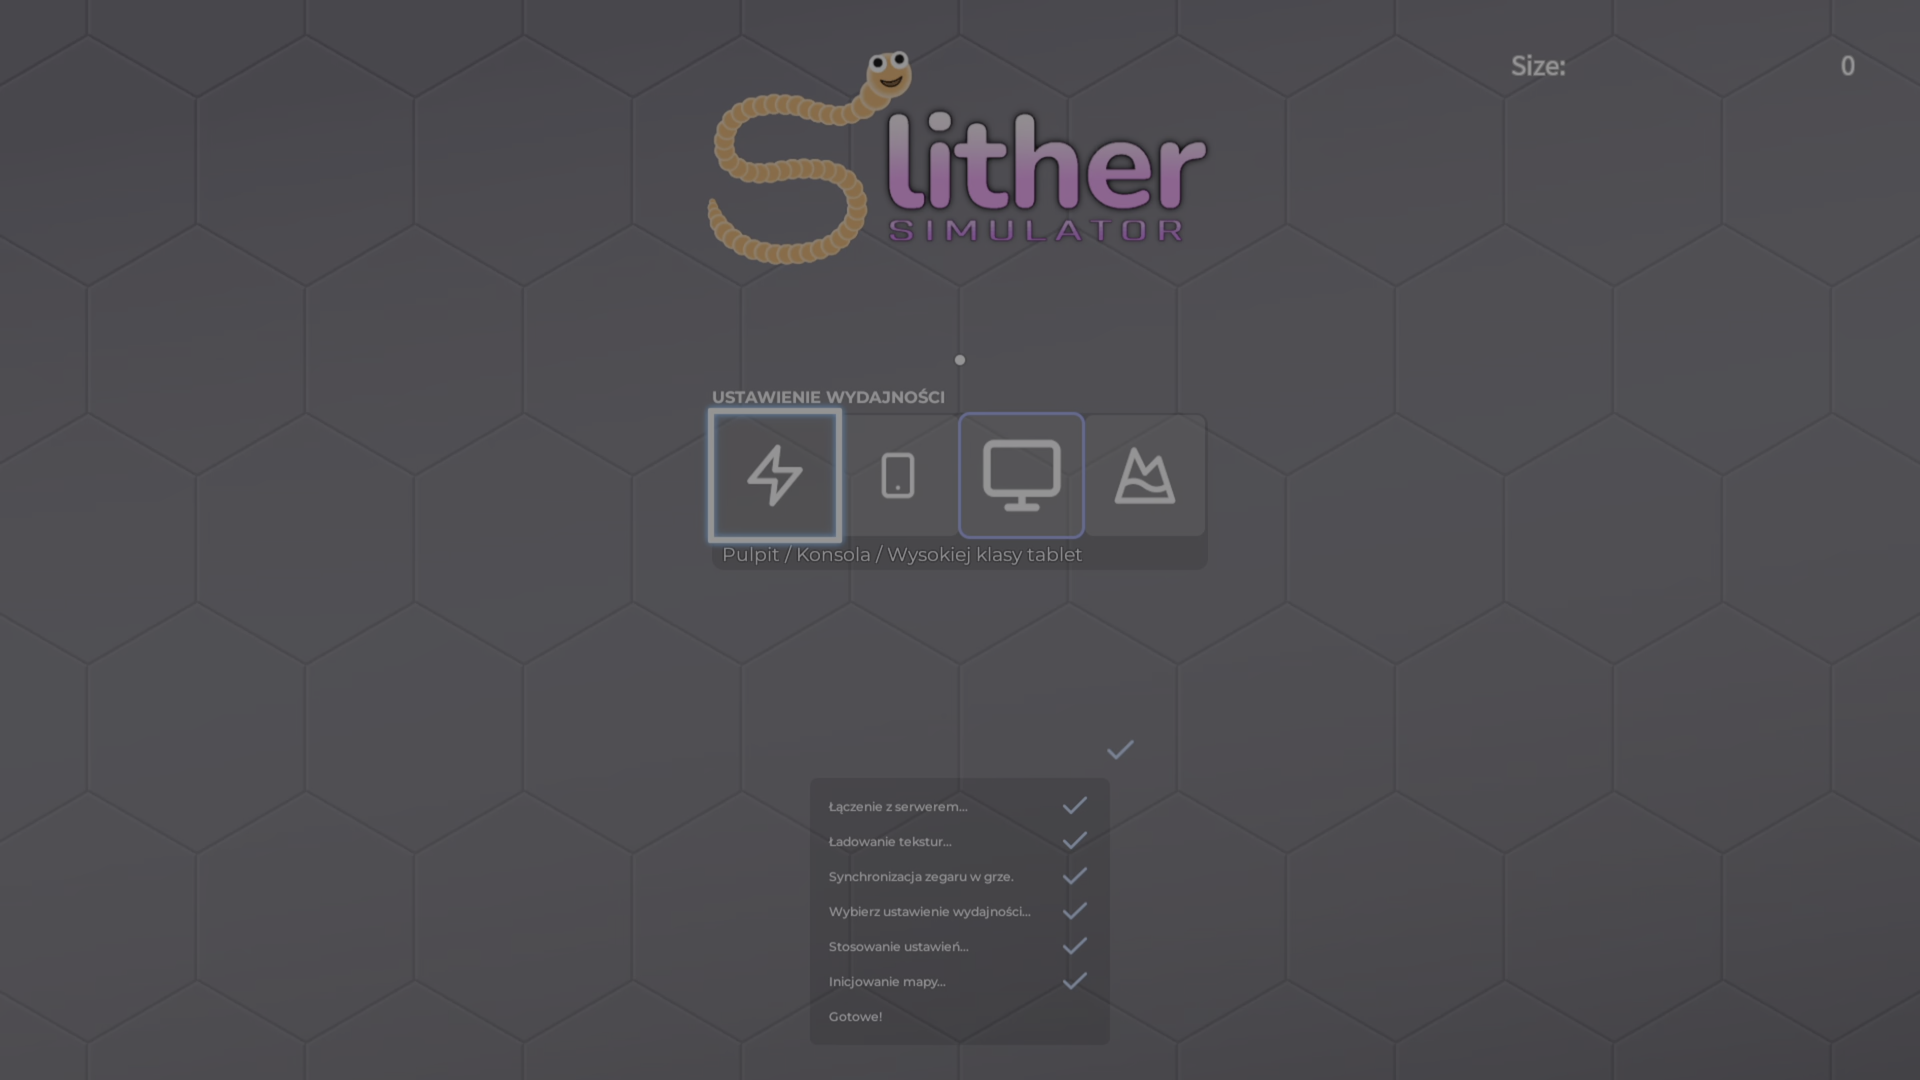 Size: 0
Slither
SIMULATOR
USTAWIENIE WYDAJNOŚCI
Pulpit / Konsola / Wysokiej klasy tablet
Łączenie z serwerem...
Ładowanie tekstur...
Synchronizacja zegaru w grze.
Wybierz ustawienie wydajności...
Stosowanie ustawień...
Inicjowanie mapy...
Gotowe!